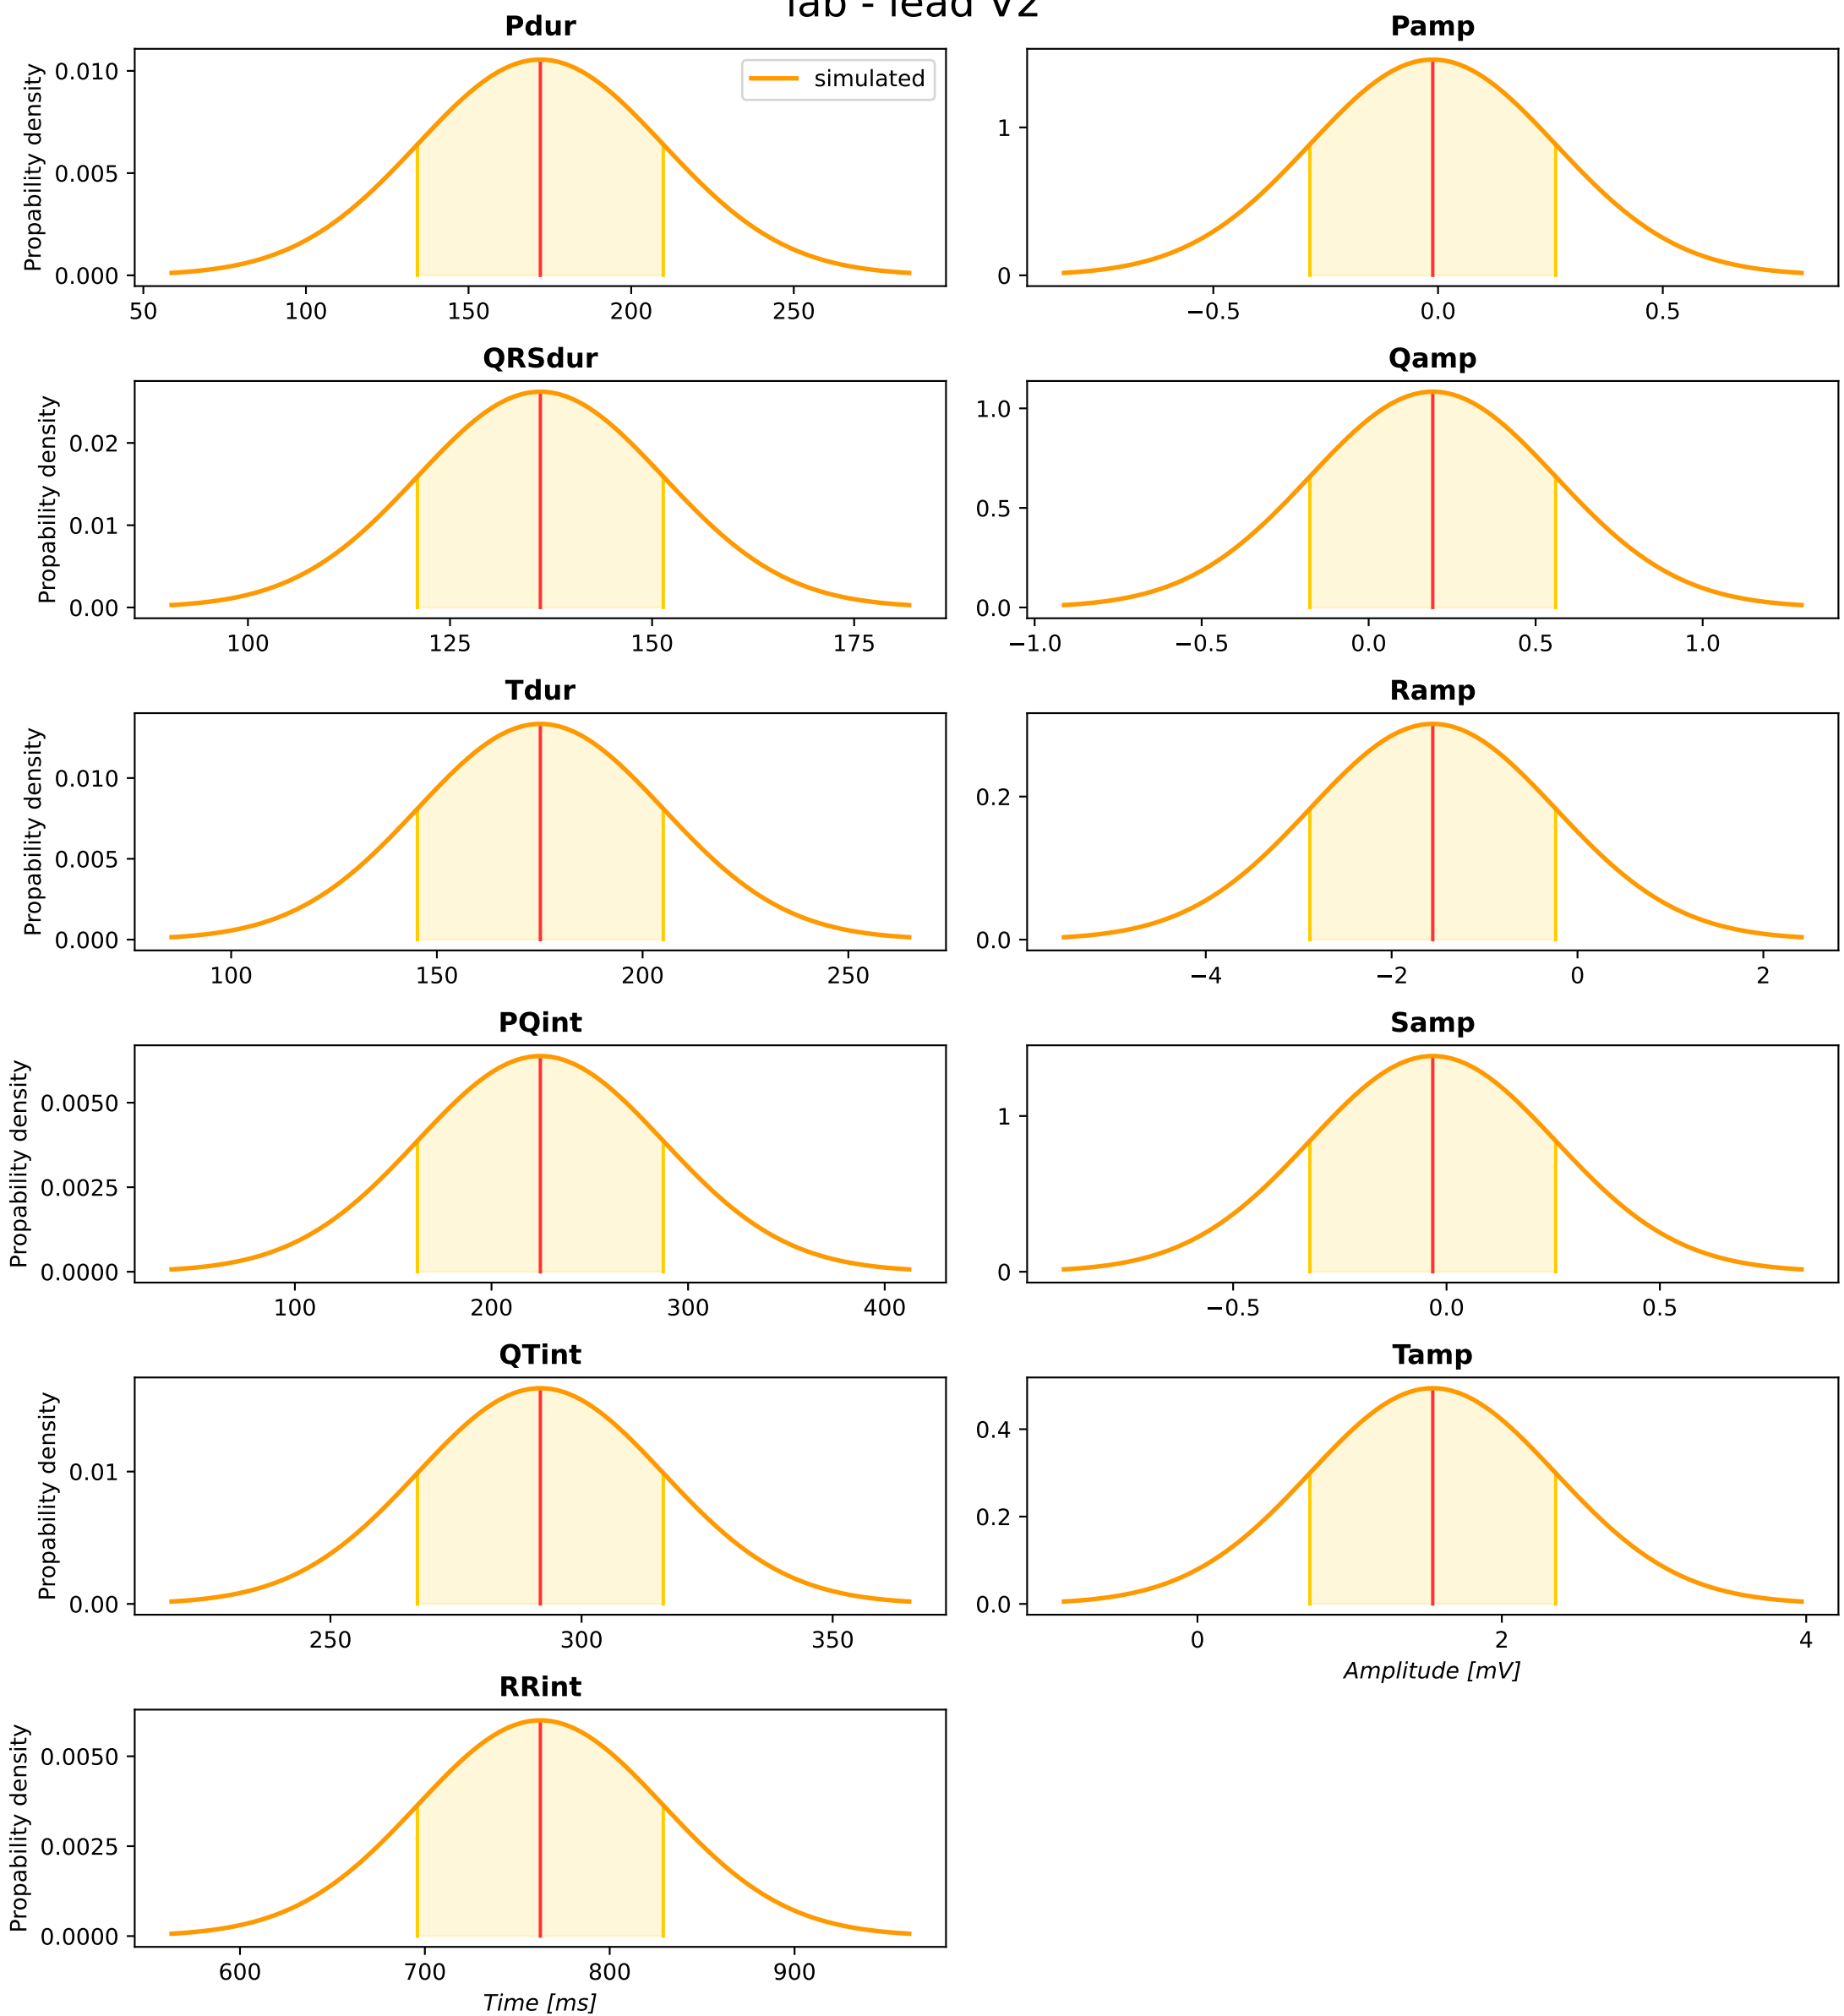 - lead V2
Pdur
Pamp
Propability density
0.010
0.005
0.000
simulated
1
0
50 100 150 200 250
−0.5 0.0 0.5
QRSdur
Qamp
Propability density
0.02
0.01
0.00
1.0
0.5
0.0
100 125 150 175
−1.0 −0.5 0.0 0.5 1.0
Tdur
Ramp
Propability density
0.010
0.005
0.000
0.2
0.0
100 150 200 250
−4 −2 0 2
PQint
Samp
Propability density
0.0050
0.0025
0.0000
1
0
100 200 300 400
−0.5 0.0 0.5
QTint
Tamp
Propability density
0.01
0.00
0.4
0.2
0.0
250 300 350
0 2 4
Amplitude [mV]
RRint
Propability density
0.0050
0.0025
0.0000
600 700 800 900
Time [ms]